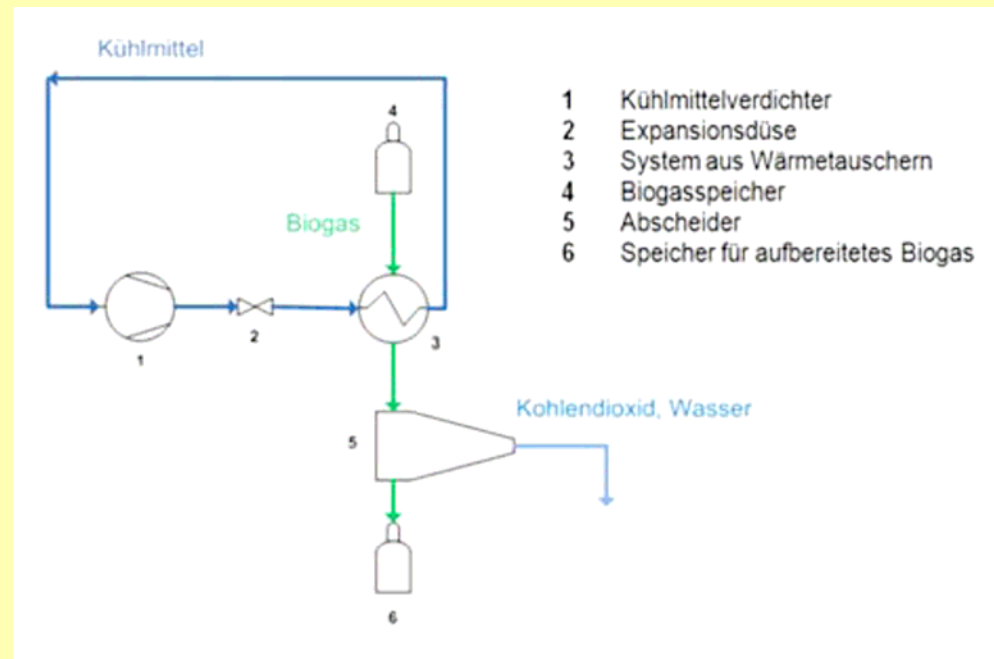 Kühlmittel
4
1 Kühlmittelverdichter
2 Expansionsdüse
3 System aus Wärmetauschern
4 Biogasspeicher
5 Abscheider
6 Speicher für aufbereitetes Biogas
Biogas
2
3
1
Kohlendioxid, Wasser
5
6